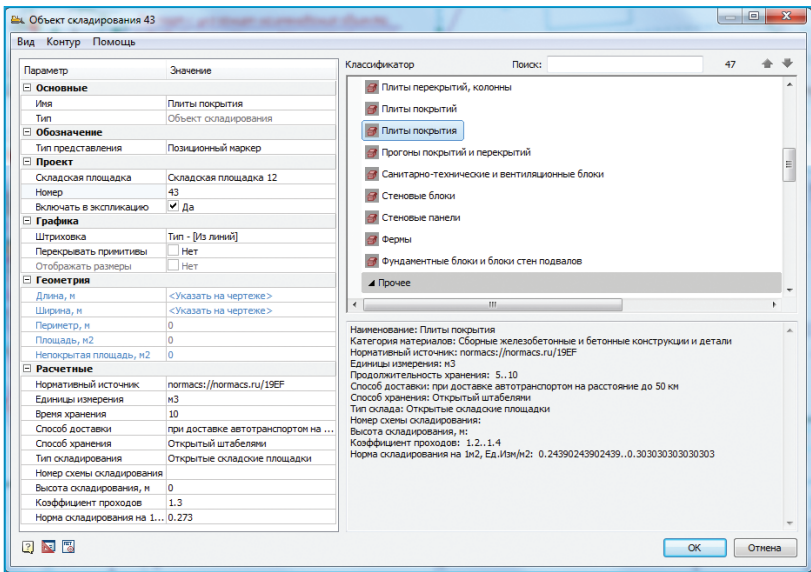 Объект складирования 43
Вид Контур Помощь
Параметр Значение
Основные
Имя Плиты покрытия
Тип Объект складирования
Обозначение
Тип представления Позиционный маркер
Проект
Складская площадка Складская площадка 12
Номер 43
Включать в экспликацию Да
Графика
Штриховка Тип - [Из линий]
Перекрывать примитивы Нет
Отображать размеры Нет
Геометрия
Длина, м <Указать на чертеже>
Ширина, м <Указать на чертеже>
Периметр, м 0
Площадь, м2 0
Непокрытая площадь, м2 0
Расчетные
Нормативный источник normacs://normacs.ru/19EF
Единицы измерения м3
Время хранения 10
Способ доставки при доставке автотранспортом на ...
Способ хранения Открытый штабелями
Тип складирования Открытые складские площадки
Номер схемы складирования
Высота складирования, м 0
Коэффициент проходов 1.3
Норма складирования на 1... 0.273
Классификатор Поиск: 47
Плиты перекрытий, колонны
Плиты покрытий
Плиты покрытия
Прогоны покрытий и перекрытий
Санитарно-технические и вентиляционные блоки
Стеновые блоки
Стеновые панели
Фермы
Фундаментные блоки и блоки стен подвалов
Прочее
Наименование: Плиты покрытия
Категория материалов: Сборные железобетонные и бетонные конструкции и детали
Нормативный источник: normacs://normacs.ru/19EF
Единицы измерения: м3
Продолжительность хранения: 5..10
Способ доставки: при доставке автотранспортом на расстояние до 50 км
Способ хранения: Открытый штабелями
Тип склада: Открытые складские площадки
Номер схемы складирования:
Высота складирования, м:
Коэффициент проходов: 1.2..1.4
Норма складирования на 1м2, Ед.Изм/м2: 0.24390243902439..0.303030303030303
OK Отмена